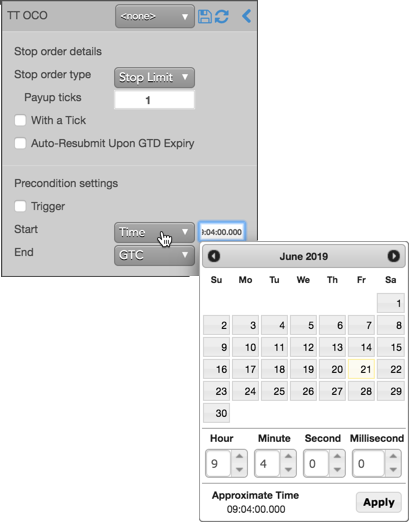 TT OCO <none>
Stop order details
Stop order type Stop Limit
Payup ticks 1
With a Tick
Auto-Resubmit Upon GTD Expiry
Precondition settings
Trigger
Start Time 9:04:00.000
End GTC
June 2019
Su Mo Tu We Th Fr Sa
1
2 3 4 5 6 7 8
9 10 11 12 13 14 15
16 17 18 19 20 21 22
23 24 25 26 27 28 29
30
Hour Minute Second Millisecond
9 4 0 0
Approximate Time
09:04:00.000
Apply